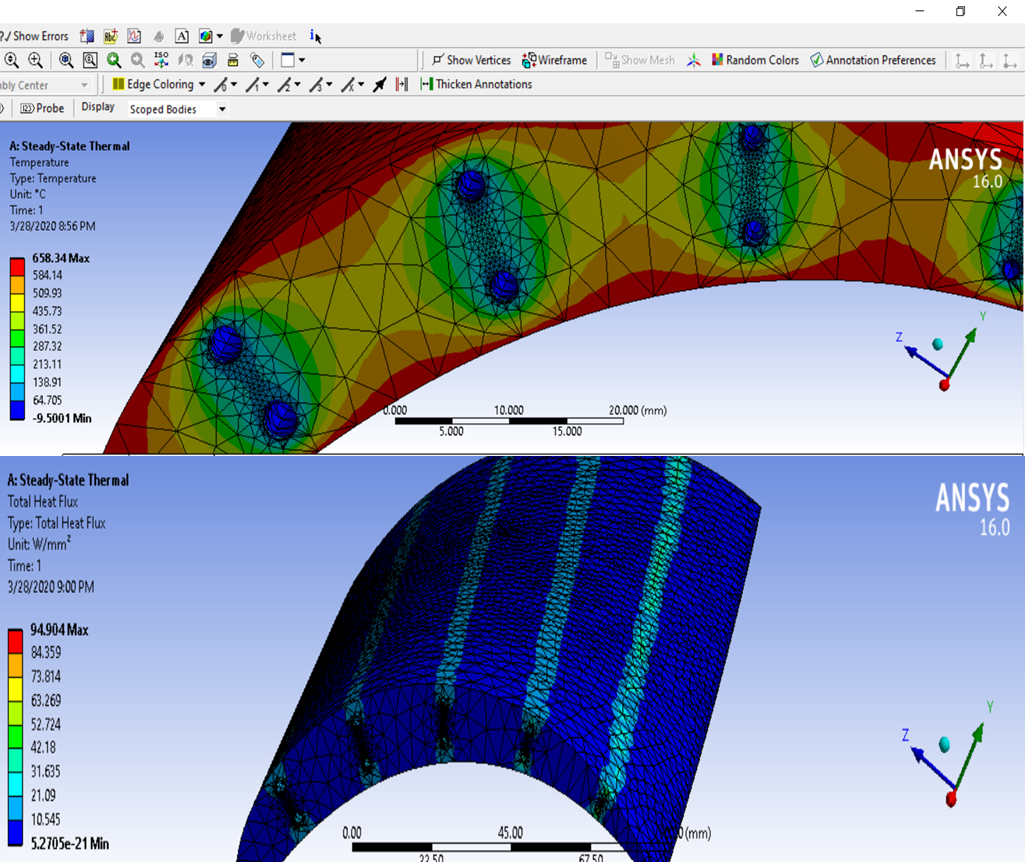 ?/ Show Errors A Worksheet i
ISO Show Vertices Wireframe Show Mesh Random Colors Annotation Preferences
bly Center Edge Coloring Thicken Annotations
Probe Display Scoped Bodies
A: Steady-State Thermal
Temperature
Type: Temperature
Unit: °C
Time: 1
3/28/2020 8:56 PM
658.34 Max
584.14
509.93
435.73
361.52
287.32
213.11
138.91
64.705
-9.5001 Min
ANSYS
16.0
Y
Z
0.000 10.000 20.000 (mm)
5.000 15.000
A: Steady-State Thermal
Total Heat Flux
Type: Total Heat Flux
Unit: W/mm²
Time: 1
3/28/2020 9:00 PM
94.904 Max
84.359
73.814
63.269
52.724
42.18
31.635
21.09
10.545
5.2705e-21 Min
ANSYS
16.0
Y
Z
0.00 45.00 0 (mm)
22.50 67.50